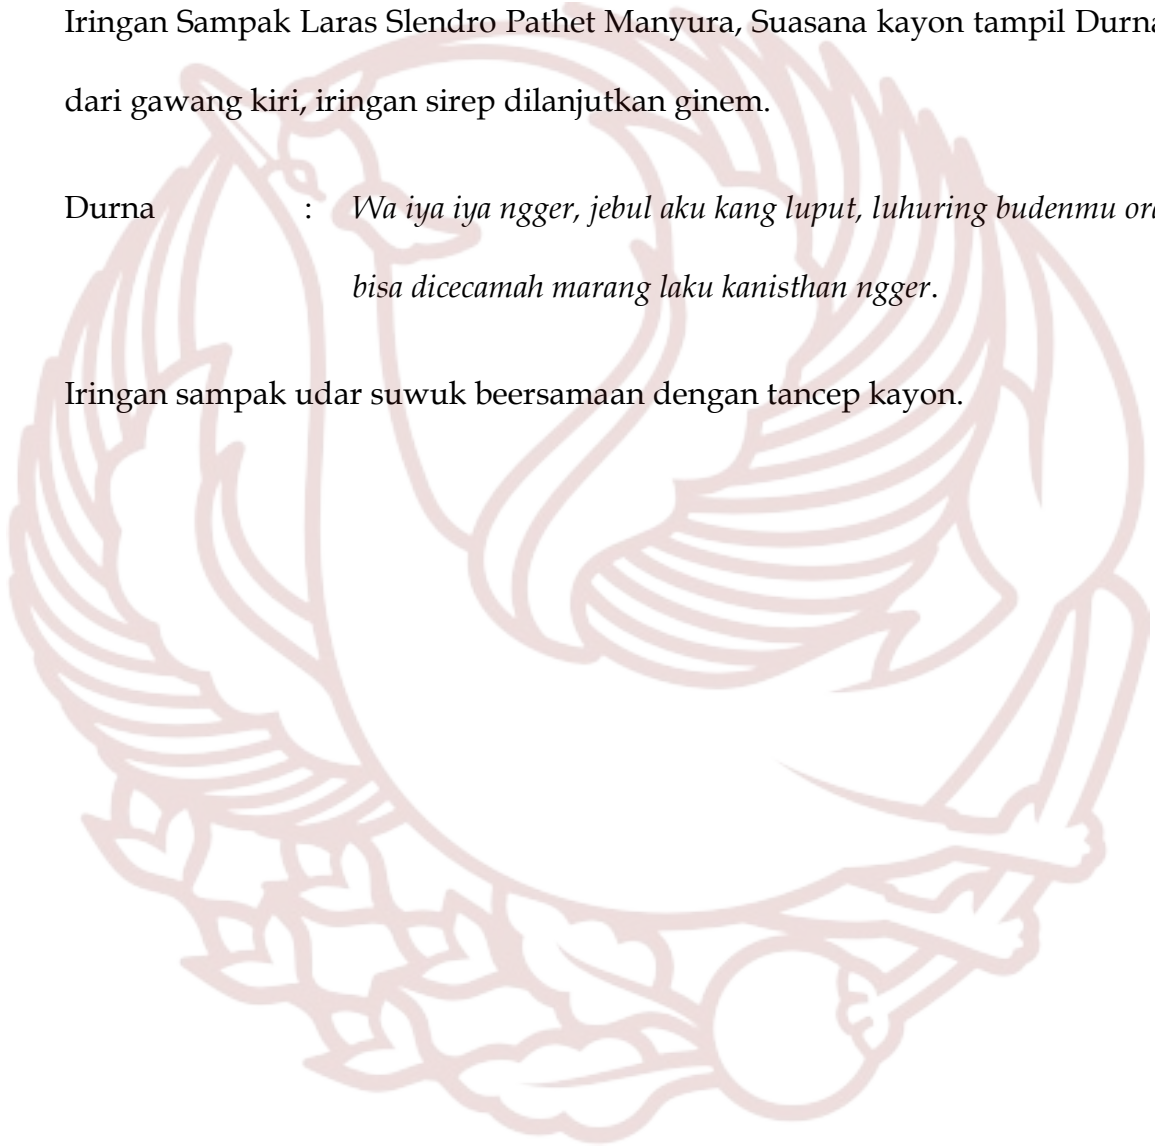 Iringan Sampak Laras Slendro Pathet Manyura, Suasana kayon tampil Durna
dari gawang kiri, iringan sirep dilanjutkan ginem.
Durna : Wa iya iya ngger, jebul aku kang luput, luhuring budenmu ora
bisa dicecamah marang laku kanisthan ngger.
Iringan sampak udar suwuk beersamaan dengan tancep kayon.